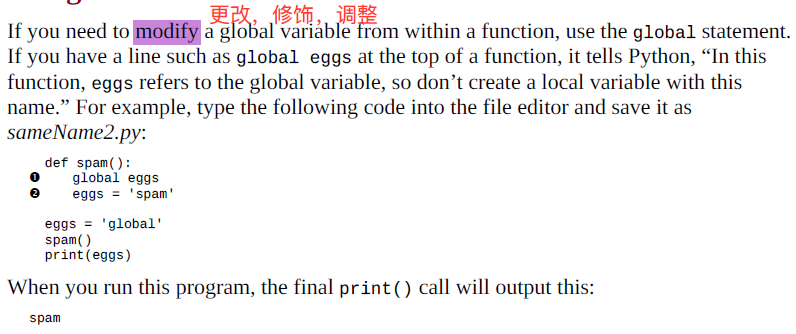 更改，修饰，调整
If you need to modify a global variable from within a function, use the global statement.
If you have a line such as global eggs at the top of a function, it tells Python, “In this
function, eggs refers to the global variable, so don’t create a local variable with this
name.” For example, type the following code into the file editor and save it as
sameName2.py:
def spam():
❶ global eggs
❷ eggs = 'spam'
eggs = 'global'
spam()
print(eggs)
When you run this program, the final print() call will output this:
spam